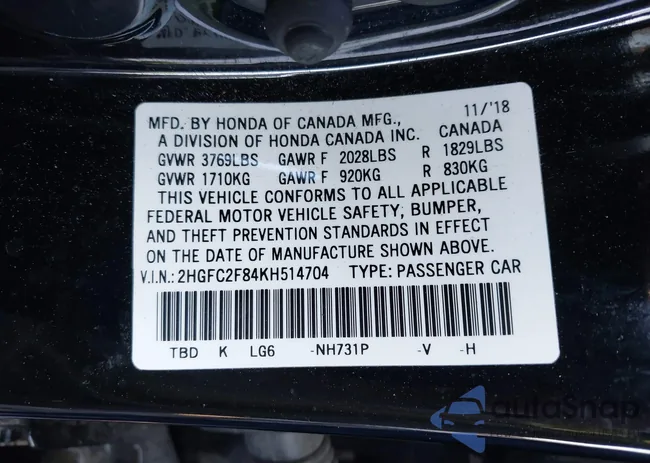 MFD. BY HONDA OF CANADA MFG., 11/'18
A DIVISION OF HONDA CANADA INC. CANADA
GVWR 3769LBS GAWR F 2028LBS R 1829LBS
GVWR 1710KG GAWR F 920KG R 830KG
THIS VEHICLE CONFORMS TO ALL APPLICABLE
FEDERAL MOTOR VEHICLE SAFETY, BUMPER,
AND THEFT PREVENTION STANDARDS IN EFFECT
ON THE DATE OF MANUFACTURE SHOWN ABOVE.
V.I.N.: 2HGFC2F84KH514704 TYPE: PASSENGER CAR
TBD K LG6 -NH731P -V -H
autoSnap